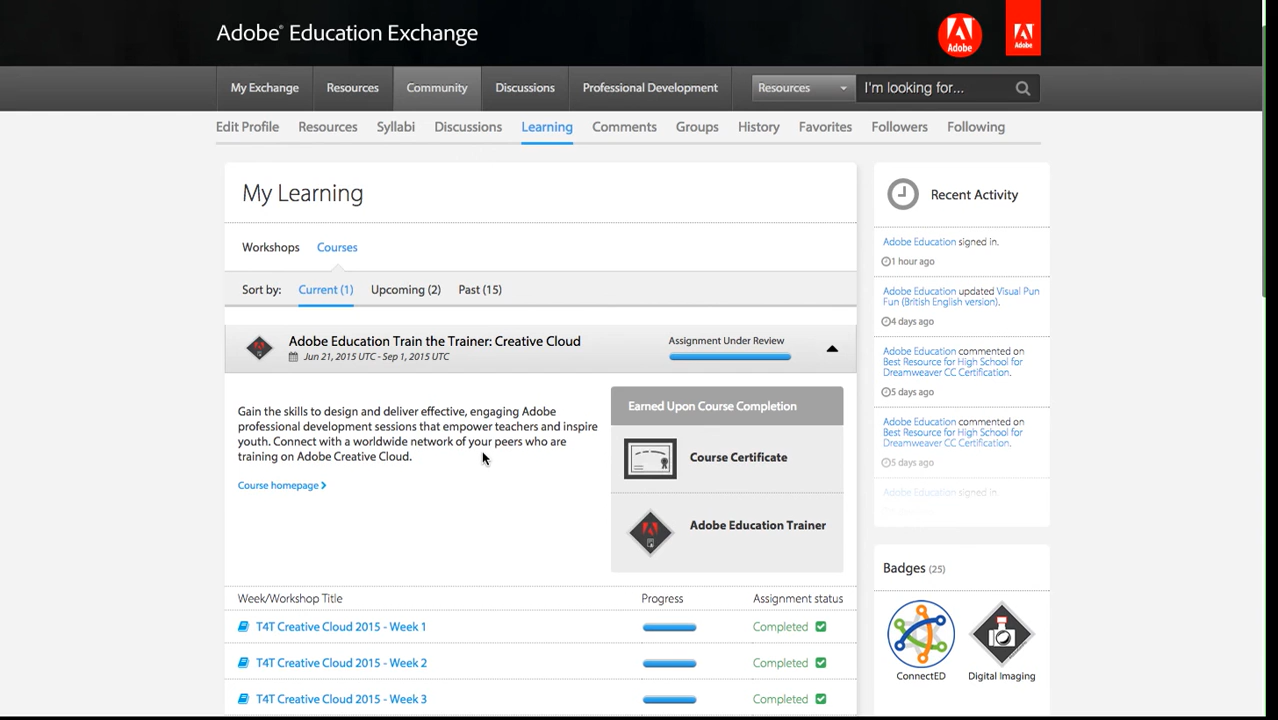 Adobe® Education Exchange
Adobe
Adobe
My Exchange Resources Community Discussions Professional Development Resources I'm looking for...
Edit Profile Resources Syllabi Discussions Learning Comments Groups History Favorites Followers Following
My Learning
Workshops Courses
Sort by: Current (1) Upcoming (2) Past (15)
Adobe Education Train the Trainer: Creative Cloud
Jun 21, 2015 UTC - Sep 1, 2015 UTC
Assignment Under Review
Gain the skills to design and deliver effective, engaging Adobe
professional development sessions that empower teachers and inspire
youth. Connect with a worldwide network of your peers who are
training on Adobe Creative Cloud.
Course homepage
Earned Upon Course Completion
Course Certificate
Adobe Education Trainer
Week/Workshop Title Progress Assignment status
T4T Creative Cloud 2015 - Week 1 Completed
T4T Creative Cloud 2015 - Week 2 Completed
T4T Creative Cloud 2015 - Week 3 Completed
Recent Activity
Adobe Education signed in.
1 hour ago
Adobe Education updated Visual Pun
Fun (British English version).
4 days ago
Adobe Education commented on
Best Resource for High School for
Dreamweaver CC Certification.
5 days ago
Adobe Education commented on
Best Resource for High School for
Dreamweaver CC Certification.
5 days ago
Adobe Education signed in.
Badges (25)
ConnectED Digital Imaging